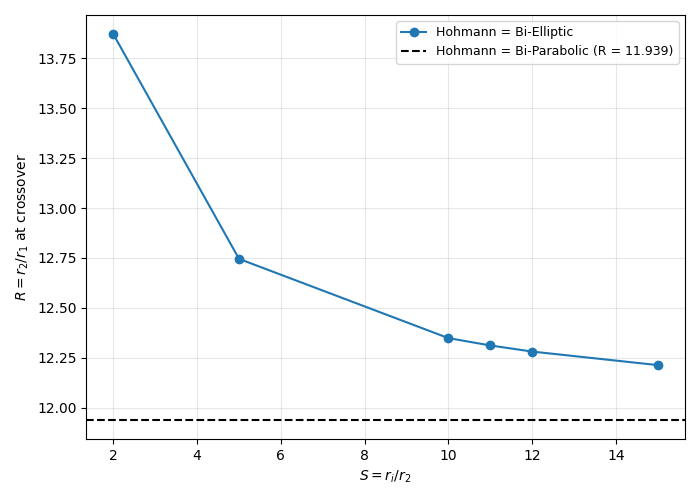 Hohmann = Bi-Elliptic
Hohmann = Bi-Parabolic (R = 11.939)
R = r₂/r₁ at crossover
13.75
13.50
13.25
13.00
12.75
12.50
12.25
12.00
2 4 6 8 10 12 14
S = rᵢ/r₂